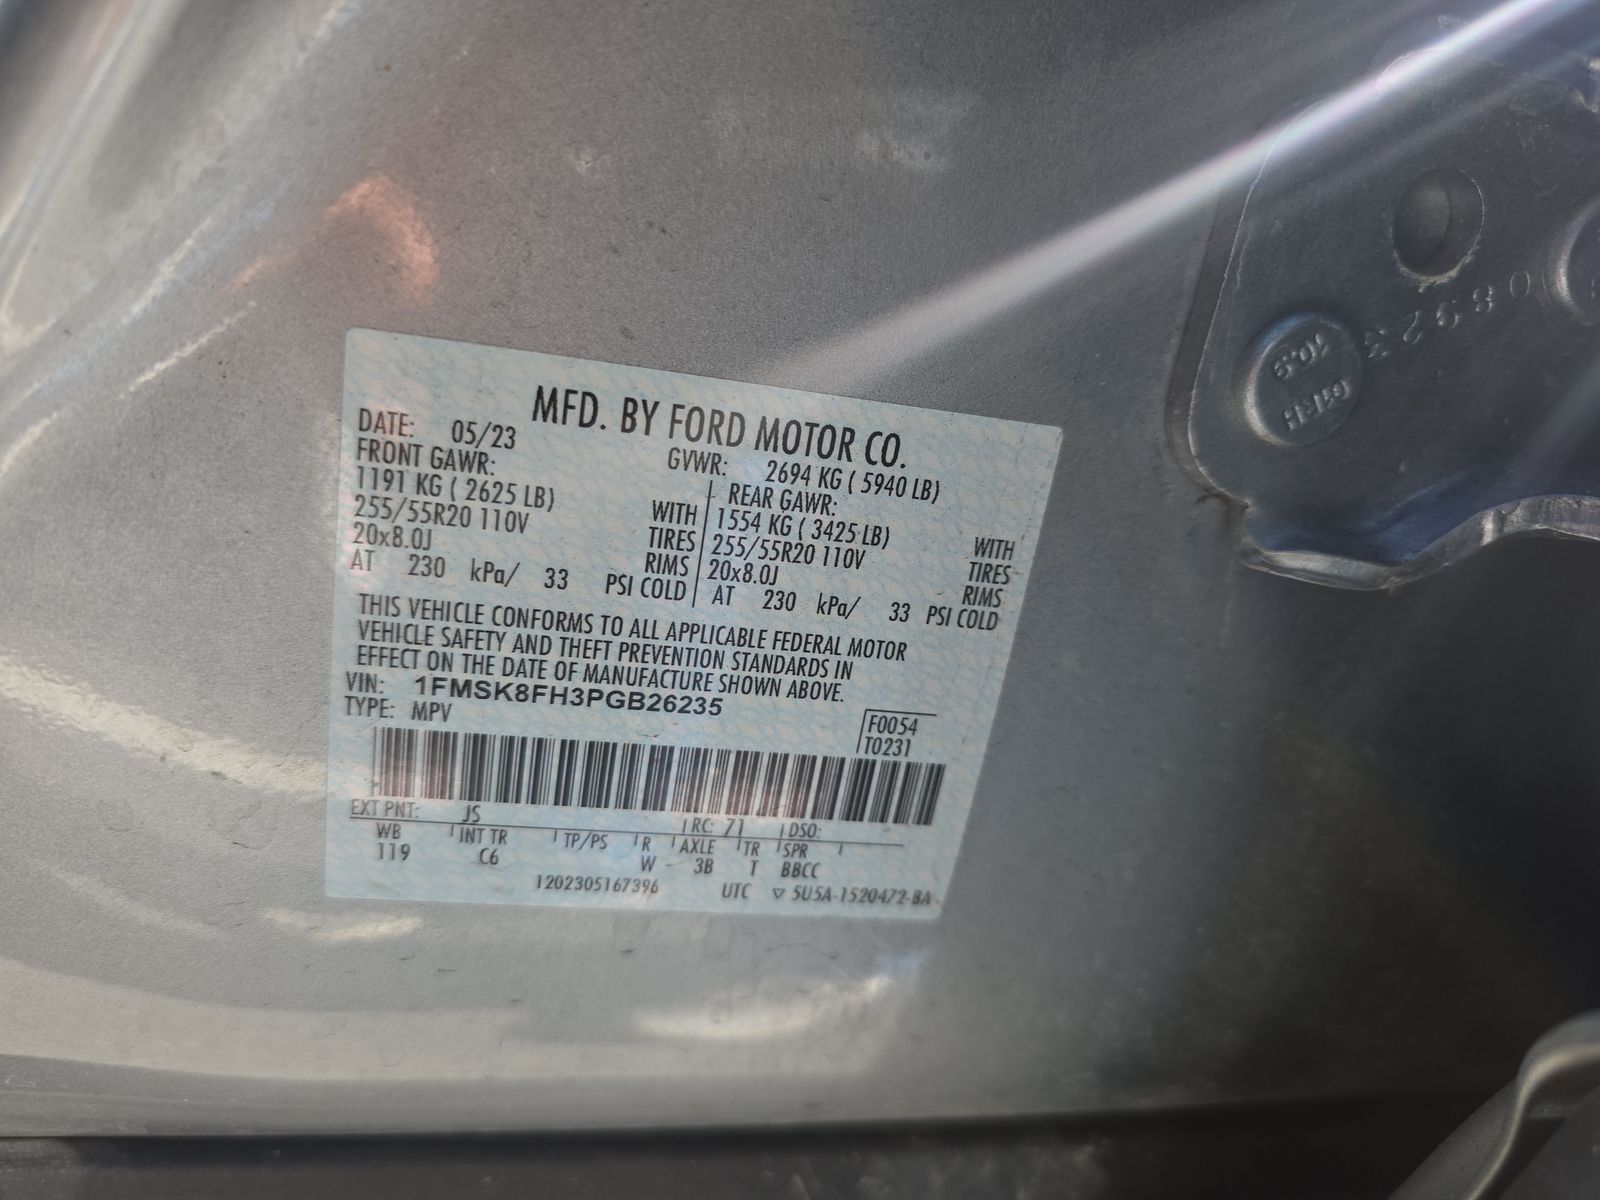 MFD. BY FORD MOTOR CO.
DATE: 05/23 GVWR: 2694 KG ( 5940 LB)
FRONT GAWR: REAR GAWR:
1191 KG ( 2625 LB) WITH 1554 KG ( 3425 LB) WITH
255/55R20 110V TIRES 255/55R20 110V TIRES
20x8.0J RIMS 20x8.0J RIMS
AT 230 kPa/ 33 PSI COLD AT 230 kPa/ 33 PSI COLD
THIS VEHICLE CONFORMS TO ALL APPLICABLE FEDERAL MOTOR
VEHICLE SAFETY AND THEFT PREVENTION STANDARDS IN
EFFECT ON THE DATE OF MANUFACTURE SHOWN ABOVE.
VIN: 1FMSK8FH3PGB26235
TYPE: MPV
F0054
T0231
EXT PNT: JS RC: 71 DSO:
WB INT TR TP/PS R AXLE TR SPR
119 C6 W 3B T BBCC
1202305167396 UTC ▽ 5U5A-1520472-BA
08923
10.9
G1RH